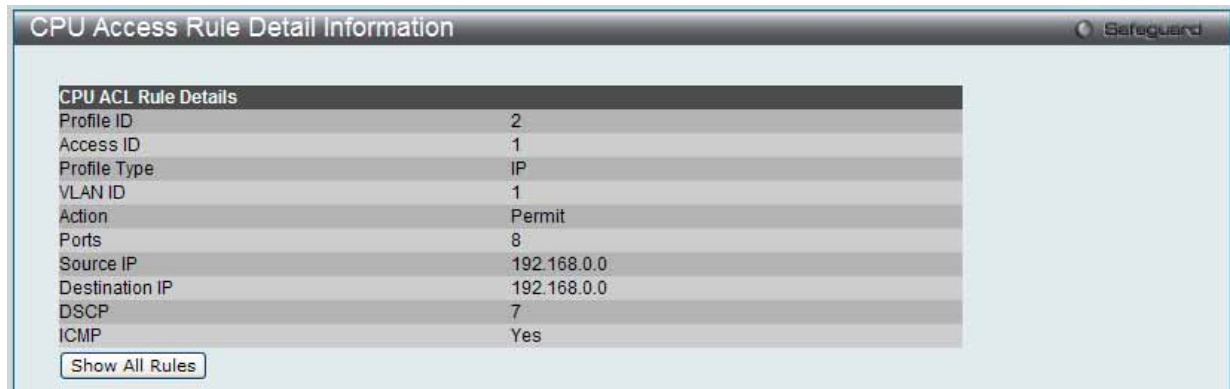 CPU Access Rule Detail Information
Safeguard
CPU ACL Rule Details
Profile ID 2
Access ID 1
Profile Type IP
VLAN ID 1
Action Permit
Ports 8
Source IP 192.168.0.0
Destination IP 192.168.0.0
DSCP 7
ICMP Yes
Show All Rules